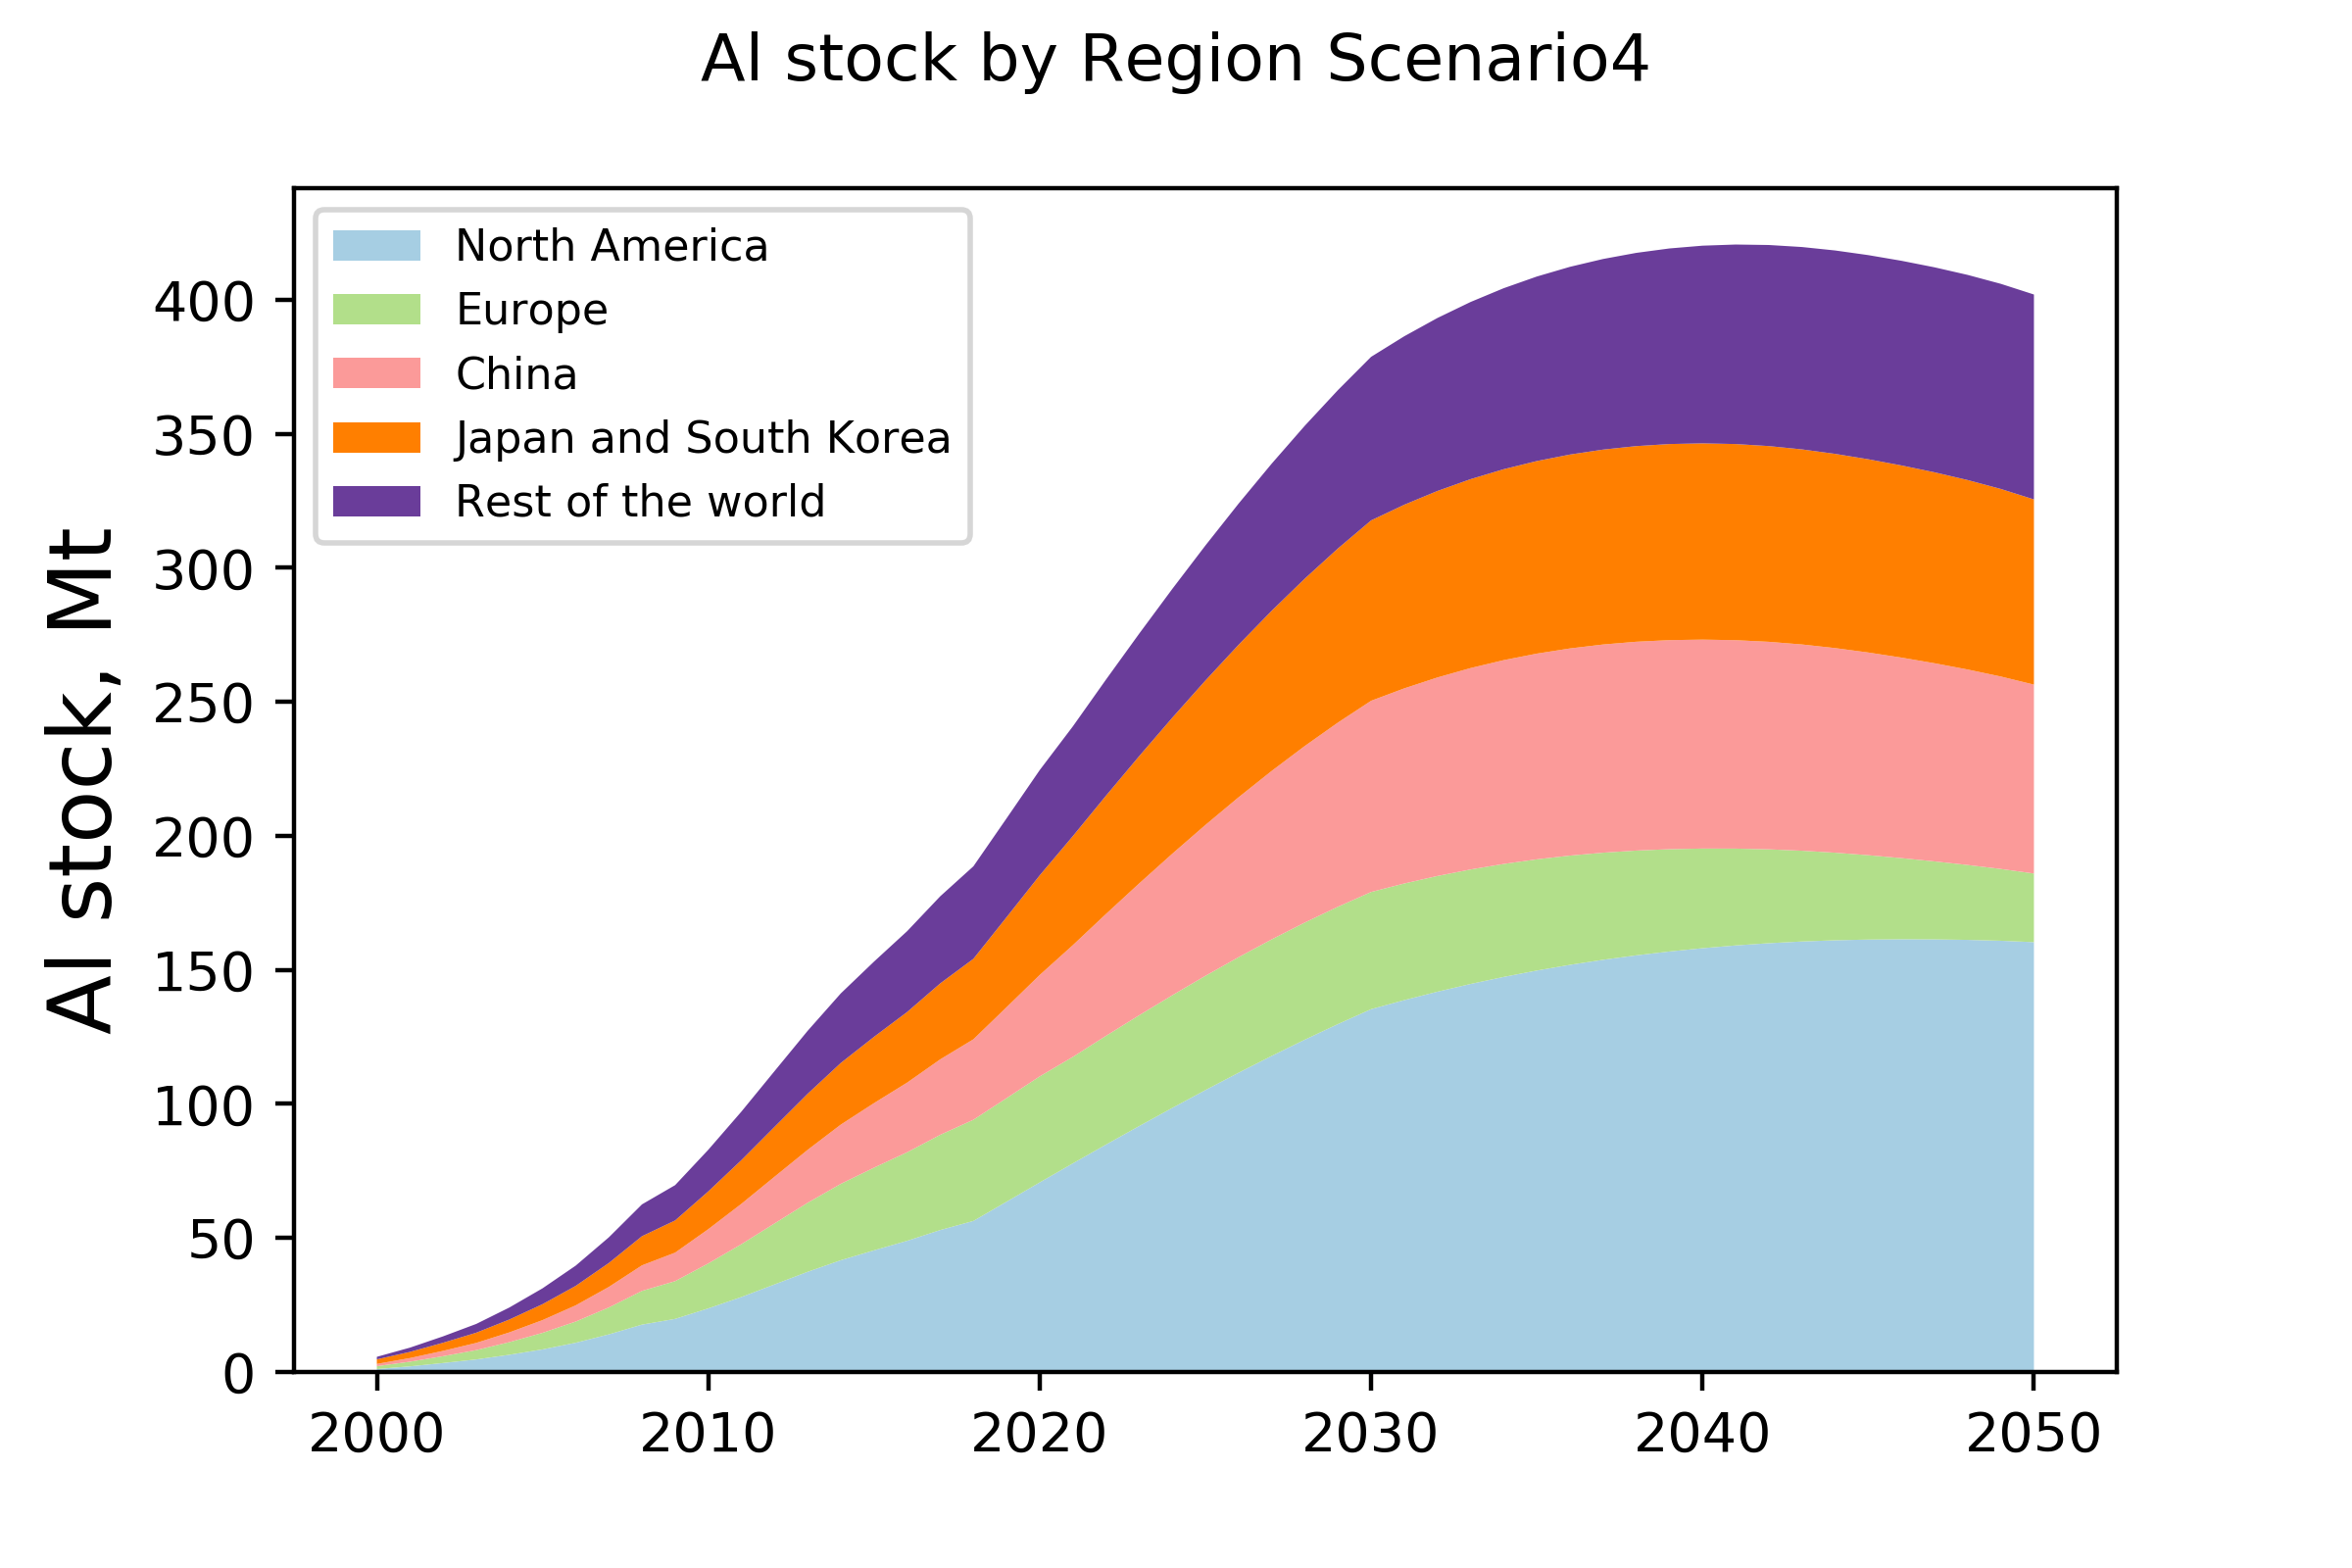 Al stock by Region Scenario4
North America
Europe
China
Japan and South Korea
Rest of the world
Al stock, Mt
400
350
300
250
200
150
100
50
0
2000 2010 2020 2030 2040 2050